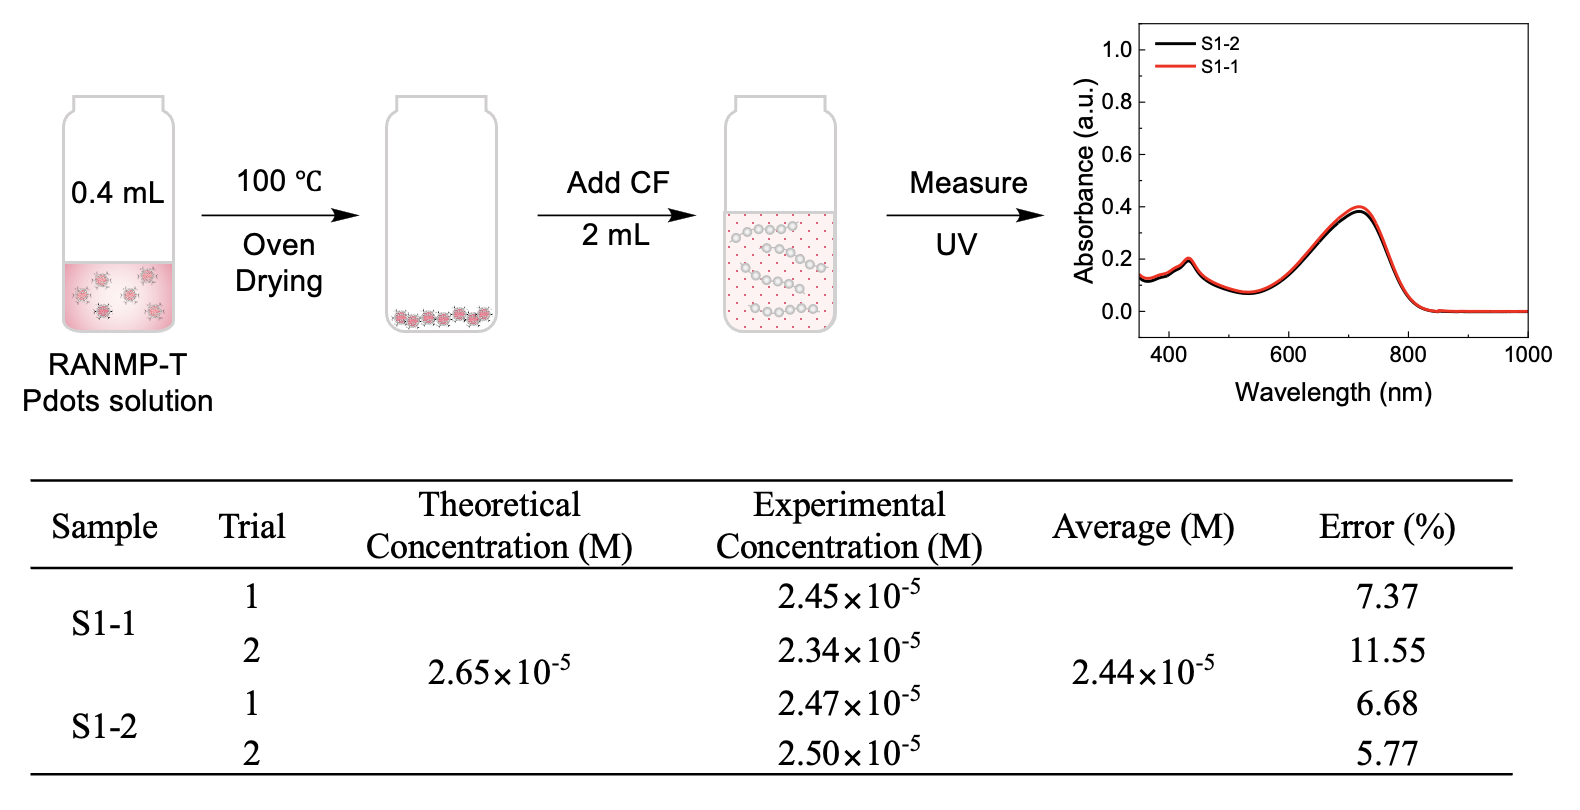 0.4 mL
RANMP-T
Pdots solution
100 ℃
Oven
Drying
Add CF
2 mL
Measure
UV
S1-2
S1-1
Absorbance (a.u.)
1.0
0.8
0.6
0.4
0.2
0.0
400 600 800 1000
Wavelength (nm)
Sample Trial Theoretical Concentration (M) Experimental Concentration (M) Average (M) Error (%)
S1-1 1 2.65×10-5 2.45×10-5 2.44×10-5 7.37
2 2.34×10-5 11.55
S1-2 1 2.47×10-5 6.68
2 2.50×10-5 5.77